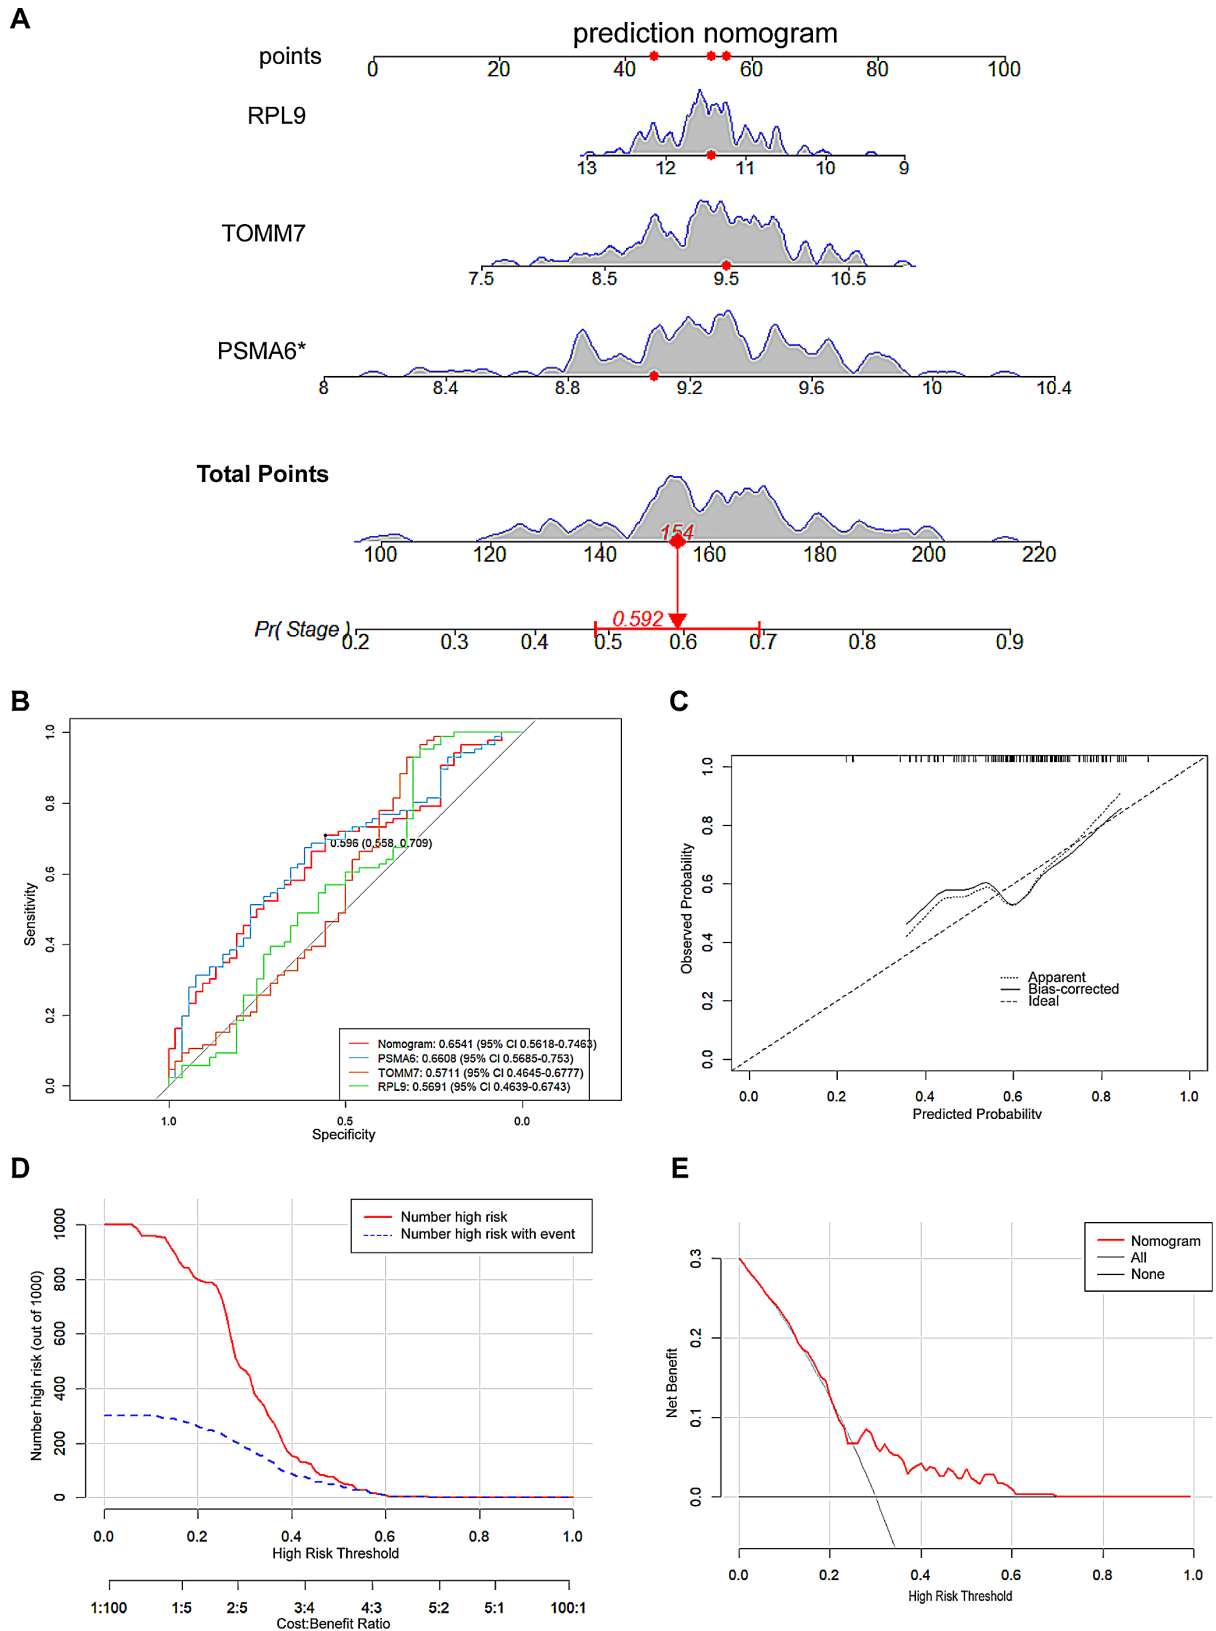 A
prediction nomogram
points
0 20 40 60 80 100
RPL9
13 12 11 10 9
TOMM7
7.5 8.5 9.5 10.5
PSMA6*
8 8.4 8.8 9.2 9.6 10 10.4
Total Points
154
100 120 140 160 180 200 220
0.592
Pr( Stage )
0.2 0.3 0.4 0.5 0.6 0.7 0.8 0.9
B
Sensitivity
0.0 0.2 0.4 0.6 0.8 1.0
0.596 (0.558, 0.709)
Nomogram: 0.6541 (95% CI 0.5618-0.7463)
PSMA6: 0.6608 (95% CI 0.5685-0.753)
TOMM7: 0.5711 (95% CI 0.4645-0.6777)
RPL9: 0.5691 (95% CI 0.4639-0.6743)
1.0 0.5 0.0
Specificity
C
Observed Probability
0.0 0.2 0.4 0.6 0.8 1.0
Apparent
Bias-corrected
Ideal
0.0 0.2 0.4 0.6 0.8 1.0
Predicted Probability
D
Number high risk (out of 1000)
0 200 400 600 800 1000
Number high risk
Number high risk with event
0.0 0.2 0.4 0.6 0.8 1.0
High Risk Threshold
1:100 1:5 2:5 3:4 4:3 5:2 5:1 100:1
Cost:Benefit Ratio
E
Net Benefit
0.0 0.1 0.2 0.3
Nomogram
All
None
0.0 0.2 0.4 0.6 0.8 1.0
High Risk Threshold